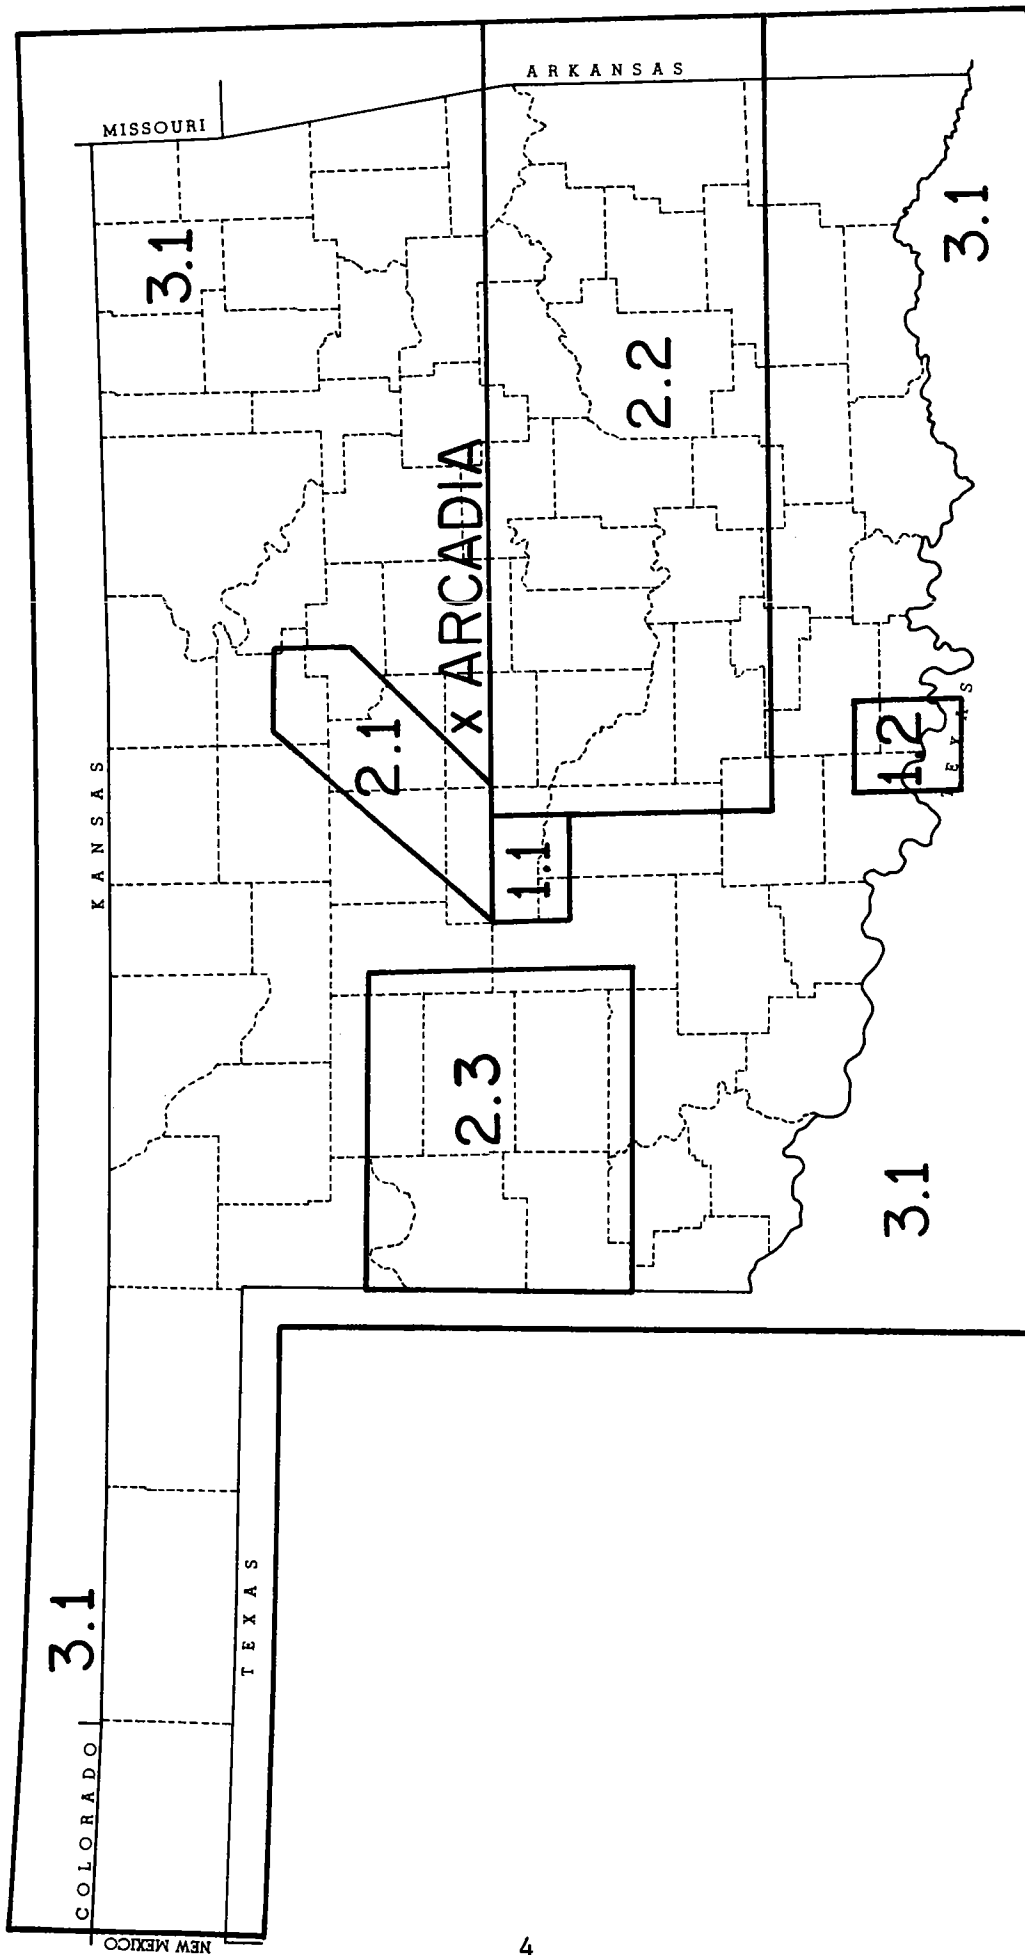 COLORADO
NEW MEXICO
3.1
TEXAS
KANSAS
MISSOURI
3.1
ARKANSAS
2.1
x ARCADIA
2.3
1.1
2.2
1.2
TEXAS
3.1
3.1
4